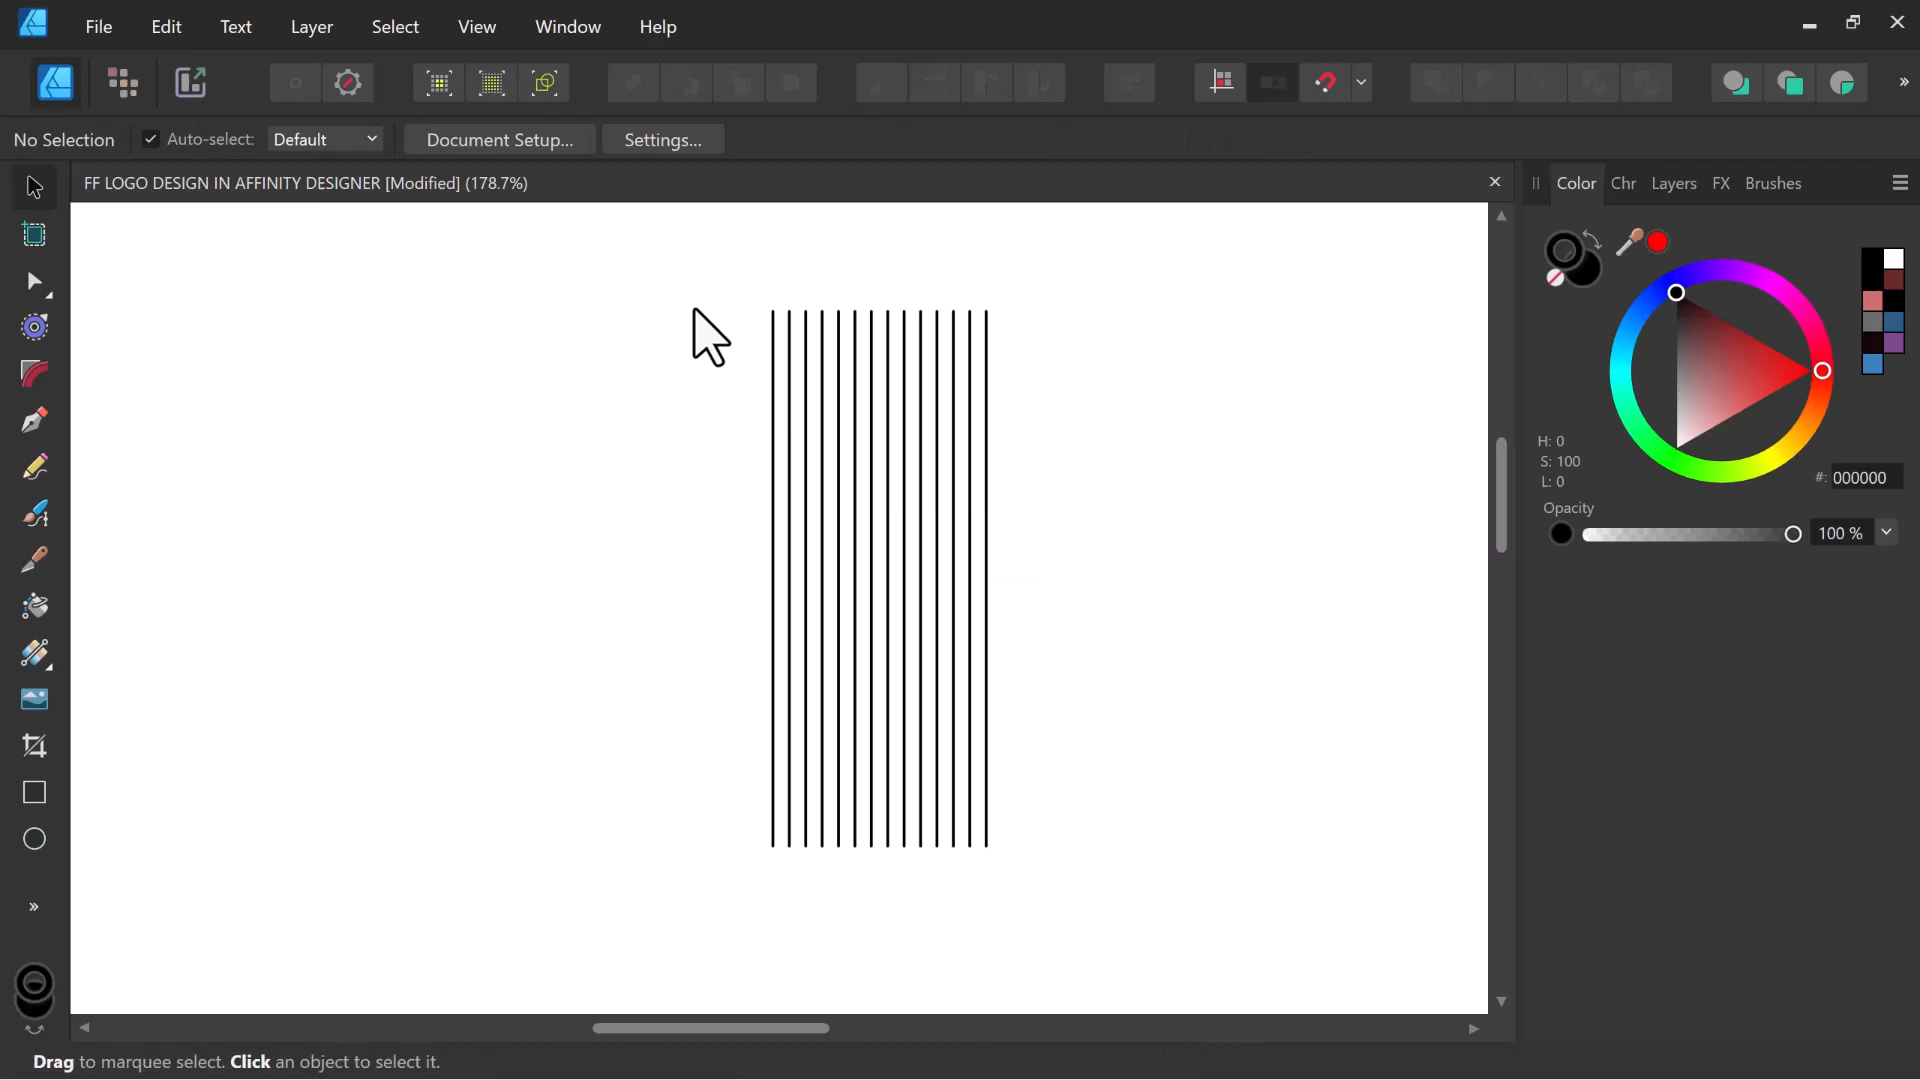 File Edit Text Layer Select View Window Help
No Selection Auto-select: Default Document Setup... Settings...
FF LOGO DESIGN IN AFFINITY DESIGNER [Modified] (178.7%)
Color Chr Layers FX Brushes
H: 0
S: 100
L: 0
#: 000000
Opacity
100 %
Drag to marquee select. Click an object to select it.